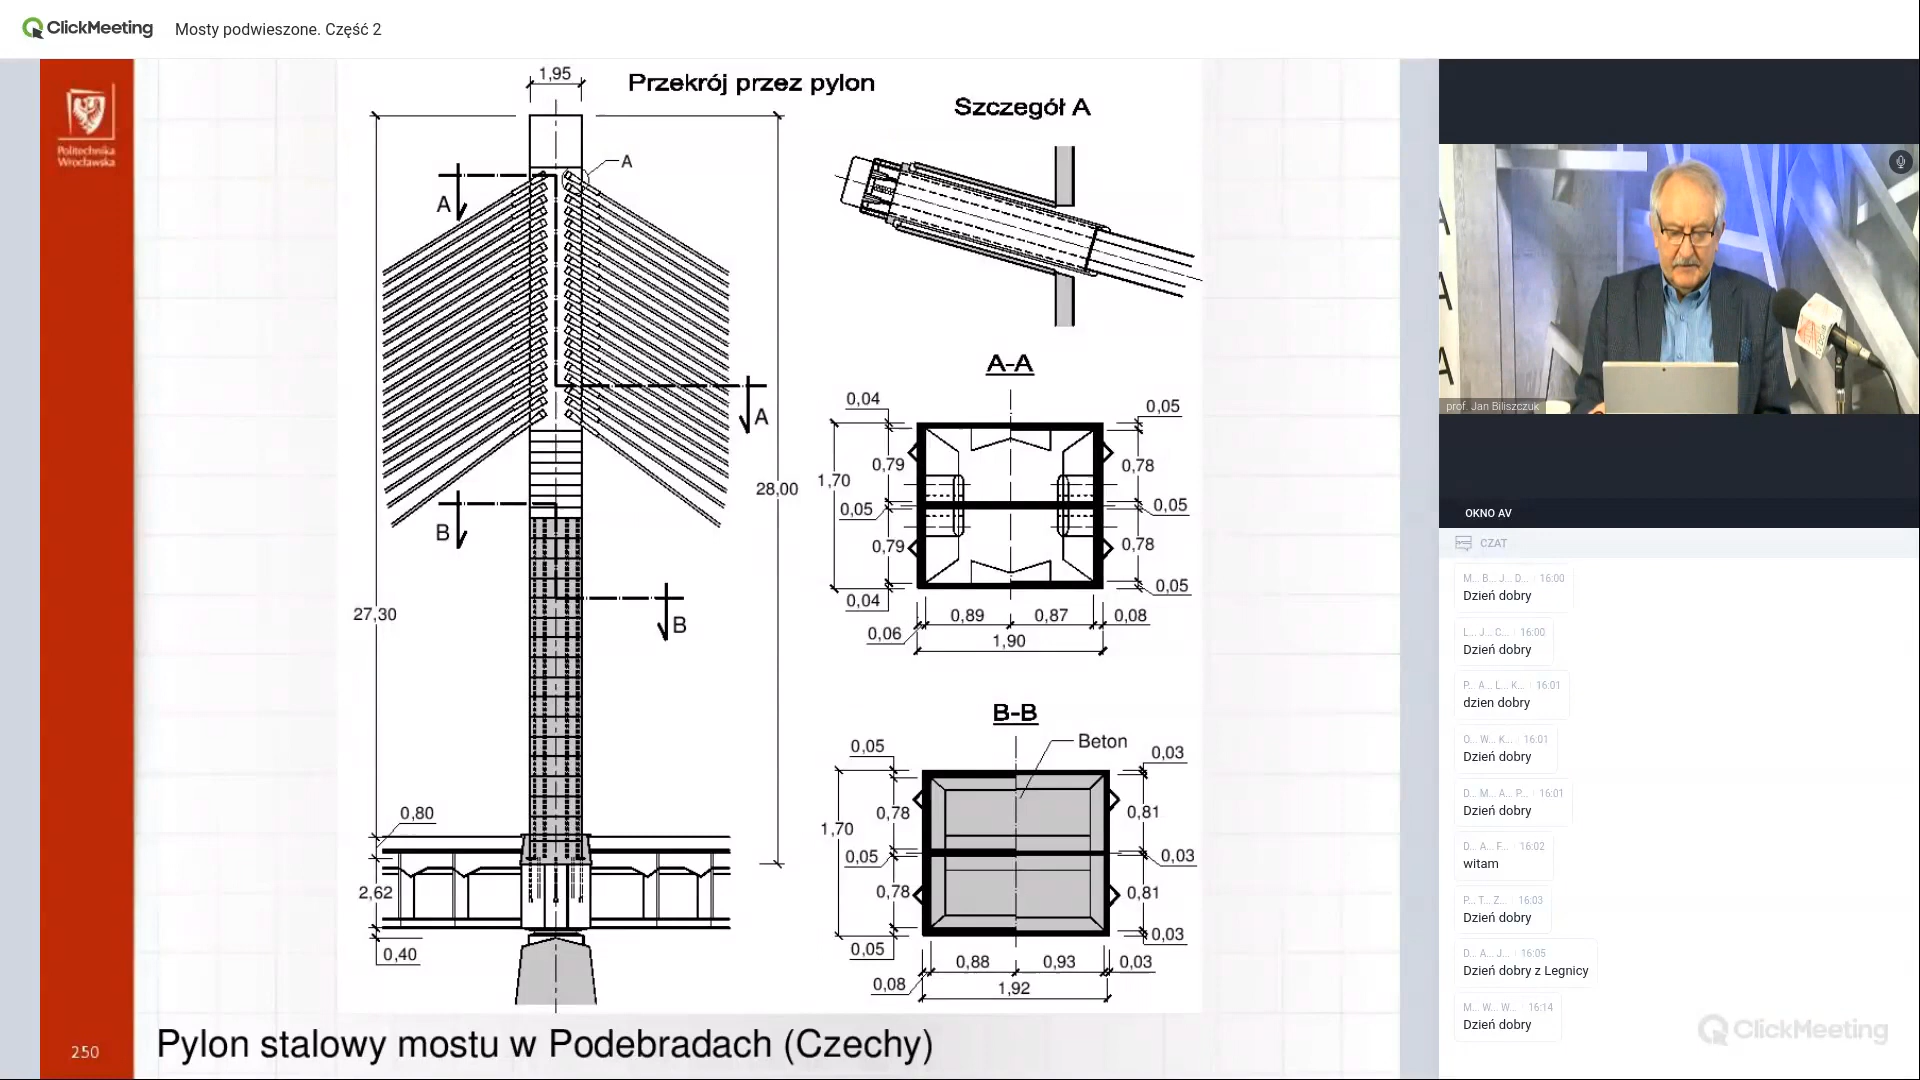 ClickMeeting
Mosty podwieszone. Część 2
Politechnika
Wrocławska
1,95
Przekrój przez pylon
A
A
A
B
B
28,00
27,30
0,80
2,62
0,40
Szczegół A
A-A
0,04
0,05
0,79
0,78
1,70
0,05
0,05
0,79
0,78
0,04
0,05
0,89
0,87
0,08
0,06
1,90
B-B
Beton
0,05
0,03
0,78
0,81
1,70
0,05
0,03
0,78
0,81
0,05
0,03
0,88
0,93
0,03
0,08
1,92
250
Pylon stalowy mostu w Podebradach (Czechy)
prof. Jan Biliszczuk
OKNO AV
CZAT
M... B... J... D... 16:00
Dzień dobry
L... J... C... 16:00
Dzień dobry
P... A... L... K... 16:01
dzien dobry
O... W... K... 16:01
Dzień dobry
D... M... A... P... 16:01
Dzień dobry
D... A... F... 16:02
witam
P... T... Z... 16:03
Dzień dobry
D... A... J... 16:05
Dzień dobry z Legnicy
M... W... W... 16:14
Dzień dobry
ClickMeeting